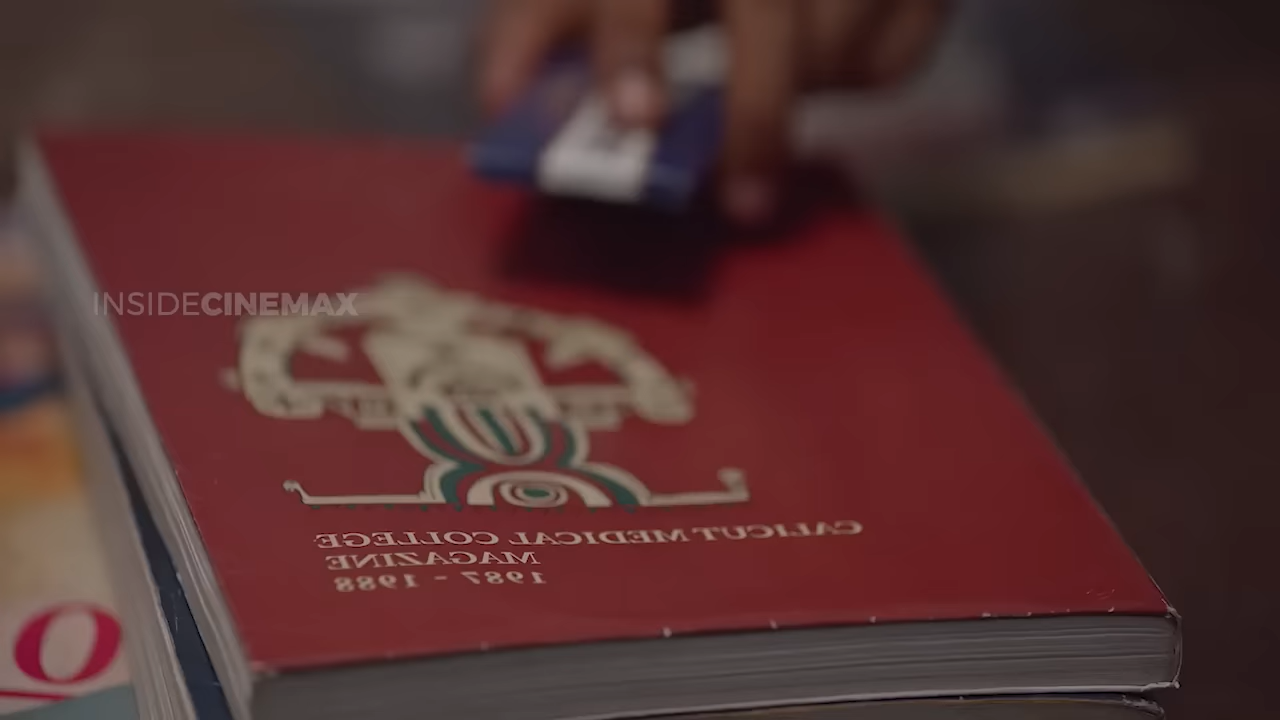 INSIDECINEMAX
CALICUT MEDICAL COLLEGE
MAGAZINE
1987 - 1988